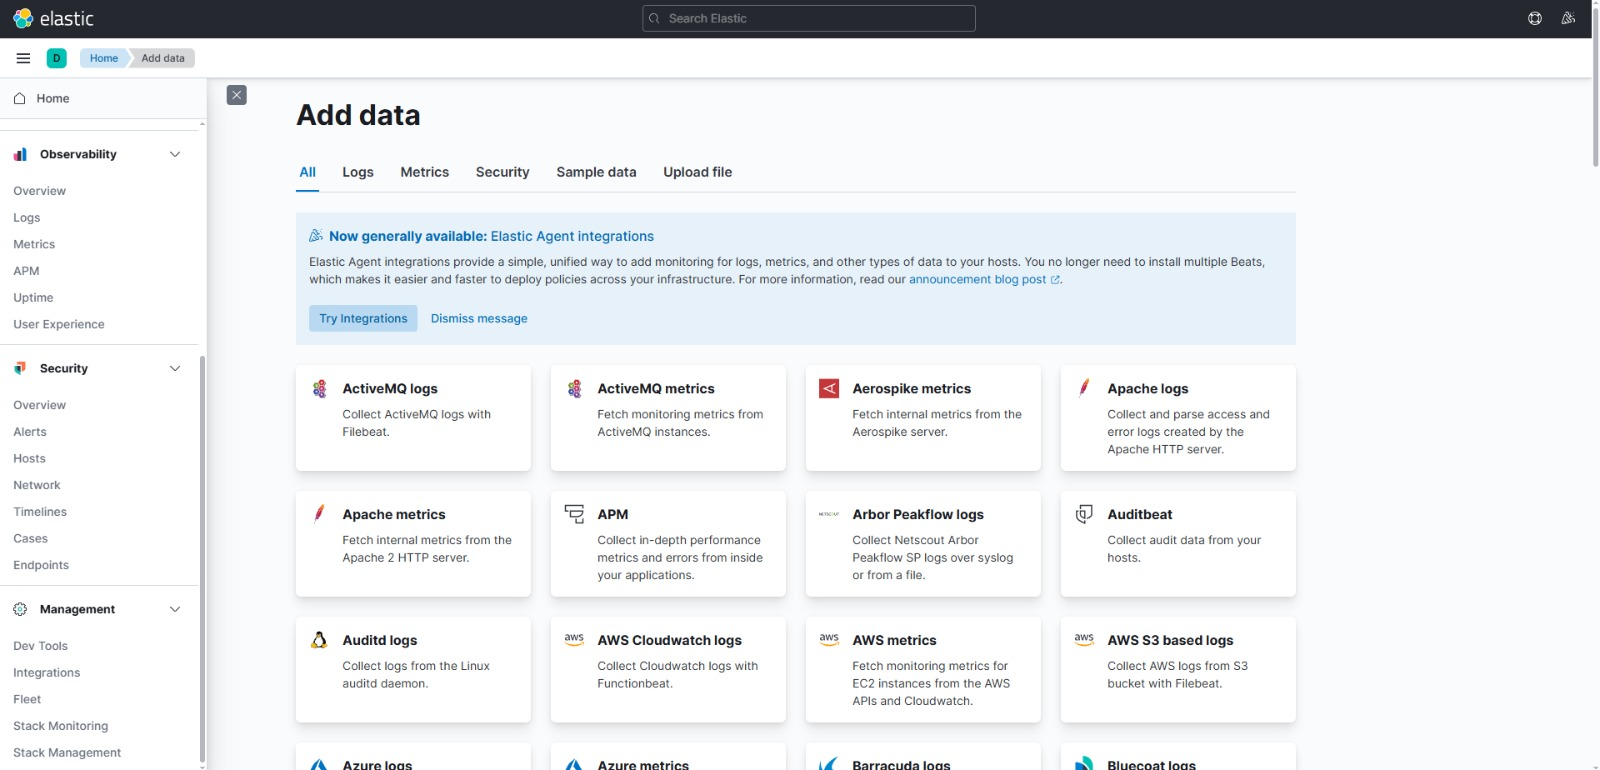 elastic
Search Elastic
D
Home
Add data
Home
Observability
Overview
Logs
Metrics
APM
Uptime
User Experience
Security
Overview
Alerts
Hosts
Network
Timelines
Cases
Endpoints
Management
Dev Tools
Integrations
Fleet
Stack Monitoring
Stack Management
Add data
All
Logs
Metrics
Security
Sample data
Upload file
Now generally available: Elastic Agent integrations
Elastic Agent integrations provide a simple, unified way to add monitoring for logs, metrics, and other types of data to your hosts. You no longer need to install multiple Beats,
which makes it easier and faster to deploy policies across your infrastructure. For more information, read our announcement blog post.
Try Integrations
Dismiss message
ActiveMQ logs
Collect ActiveMQ logs with
Filebeat.
ActiveMQ metrics
Fetch monitoring metrics from
ActiveMQ instances.
Aerospike metrics
Fetch internal metrics from the
Aerospike server.
Apache logs
Collect and parse access and
error logs created by the
Apache HTTP server.
Apache metrics
Fetch internal metrics from the
Apache 2 HTTP server.
APM
Collect in-depth performance
metrics and errors from inside
your applications.
NETSCOUT
Arbor Peakflow logs
Collect Netscout Arbor
Peakflow SP logs over syslog
or from a file.
Auditbeat
Collect audit data from your
hosts.
Auditd logs
Collect logs from the Linux
auditd daemon.
aws
AWS Cloudwatch logs
Collect Cloudwatch logs with
Functionbeat.
aws
AWS metrics
Fetch monitoring metrics for
EC2 instances from the AWS
APIs and Cloudwatch.
aws
AWS S3 based logs
Collect AWS logs from S3
bucket with Filebeat.
Azure logs
Azure metrics
Barracuda logs
Bluecoat logs